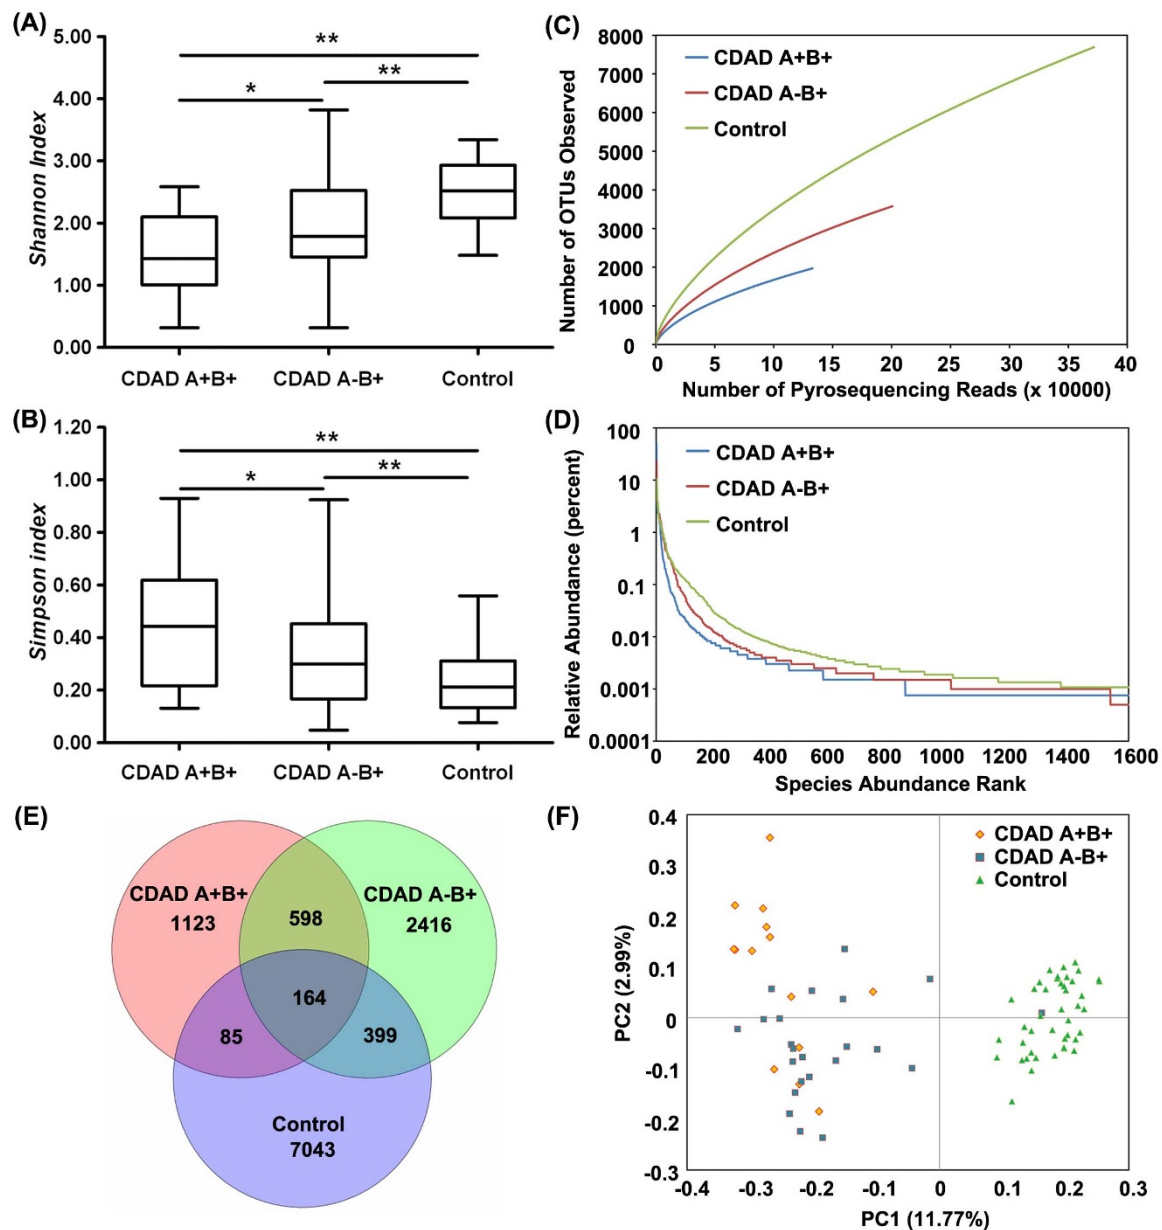 (A)
5.00
4.00
3.00
2.00
1.00
0.00
Shannon Index
**
**
*
CDAD A+B+ CDAD A-B+ Control
(B)
1.20
1.00
0.80
0.60
0.40
0.20
0.00
Simpson index
**
**
*
CDAD A+B+ CDAD A-B+ Control
(C)
8000
7000
6000
5000
4000
3000
2000
1000
0
Number of OTUs Observed
CDAD A+B+
CDAD A-B+
Control
0 5 10 15 20 25 30 35 40
Number of Pyrosequencing Reads (x 10000)
(D)
100
10
1
0.1
0.01
0.001
0.0001
Relative Abundance (percent)
CDAD A+B+
CDAD A-B+
Control
0 200 400 600 800 1000 1200 1400 1600
Species Abundance Rank
(E)
CDAD A+B+
1123
598
CDAD A-B+
2416
164
85
399
Control
7043
(F)
0.4
0.3
0.2
0.1
0
-0.1
-0.2
-0.3
PC2 (2.99%)
CDAD A+B+
CDAD A-B+
Control
-0.4 -0.3 -0.2 -0.1 0 0.1 0.2 0.3
PC1 (11.77%)